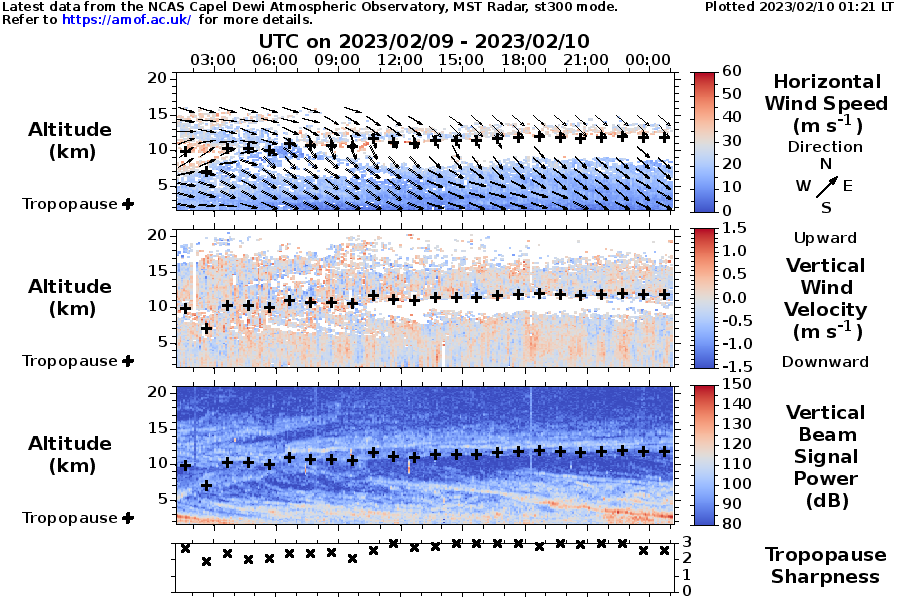 Latest data from the NCAS Capel Dewi Atmospheric Observatory, MST Radar, st300 mode.
Plotted 2023/02/10 01:21 LT
Refer to https://amof.ac.uk/ for more details.
UTC on 2023/02/09 - 2023/02/10
03:00 06:00 09:00 12:00 15:00 18:00 21:00 00:00
20
15
10
5
Altitude
(km)
Tropopause
60
50
40
30
20
10
0
Horizontal
Wind Speed
(m s-1)
Direction
N
W E
S
20
15
10
5
Altitude
(km)
Tropopause
1.5
1.0
0.5
0.0
-0.5
-1.0
-1.5
Upward
Vertical
Wind
Velocity
(m s-1)
Downward
20
15
10
5
Altitude
(km)
Tropopause
150
140
130
120
110
100
90
80
Vertical
Beam
Signal
Power
(dB)
3
2
1
0
Tropopause
Sharpness